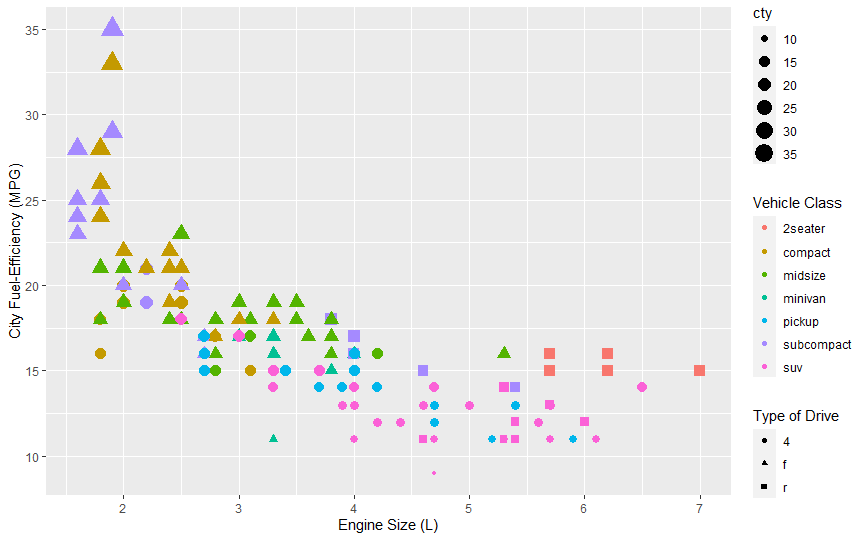 35
30
25
20
15
10
2
3
4
5
6
7
City Fuel-Efficiency (MPG)
Engine Size (L)
cty
10
15
20
25
30
35
Vehicle Class
2seater
compact
midsize
minivan
pickup
subcompact
suv
Type of Drive
4
f
r